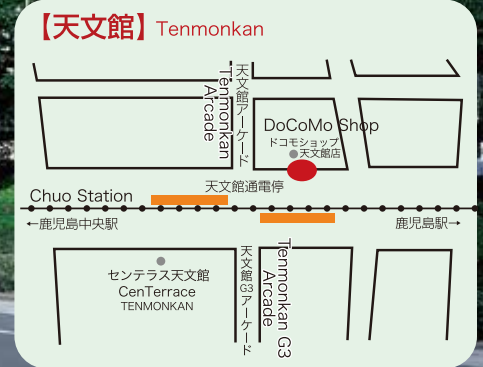 【天文館】 Tenmonkan
天文館アーケード
Tenmonkan
Arcade
DoCoMo Shop
ドコモショップ
天文館店
天文館通電停
Chuo Station
←鹿児島中央駅
鹿児島駅→
センテラス天文館
CenTerrace
TENMONKAN
天文館G3アーケード
Tenmonkan G3
Arcade